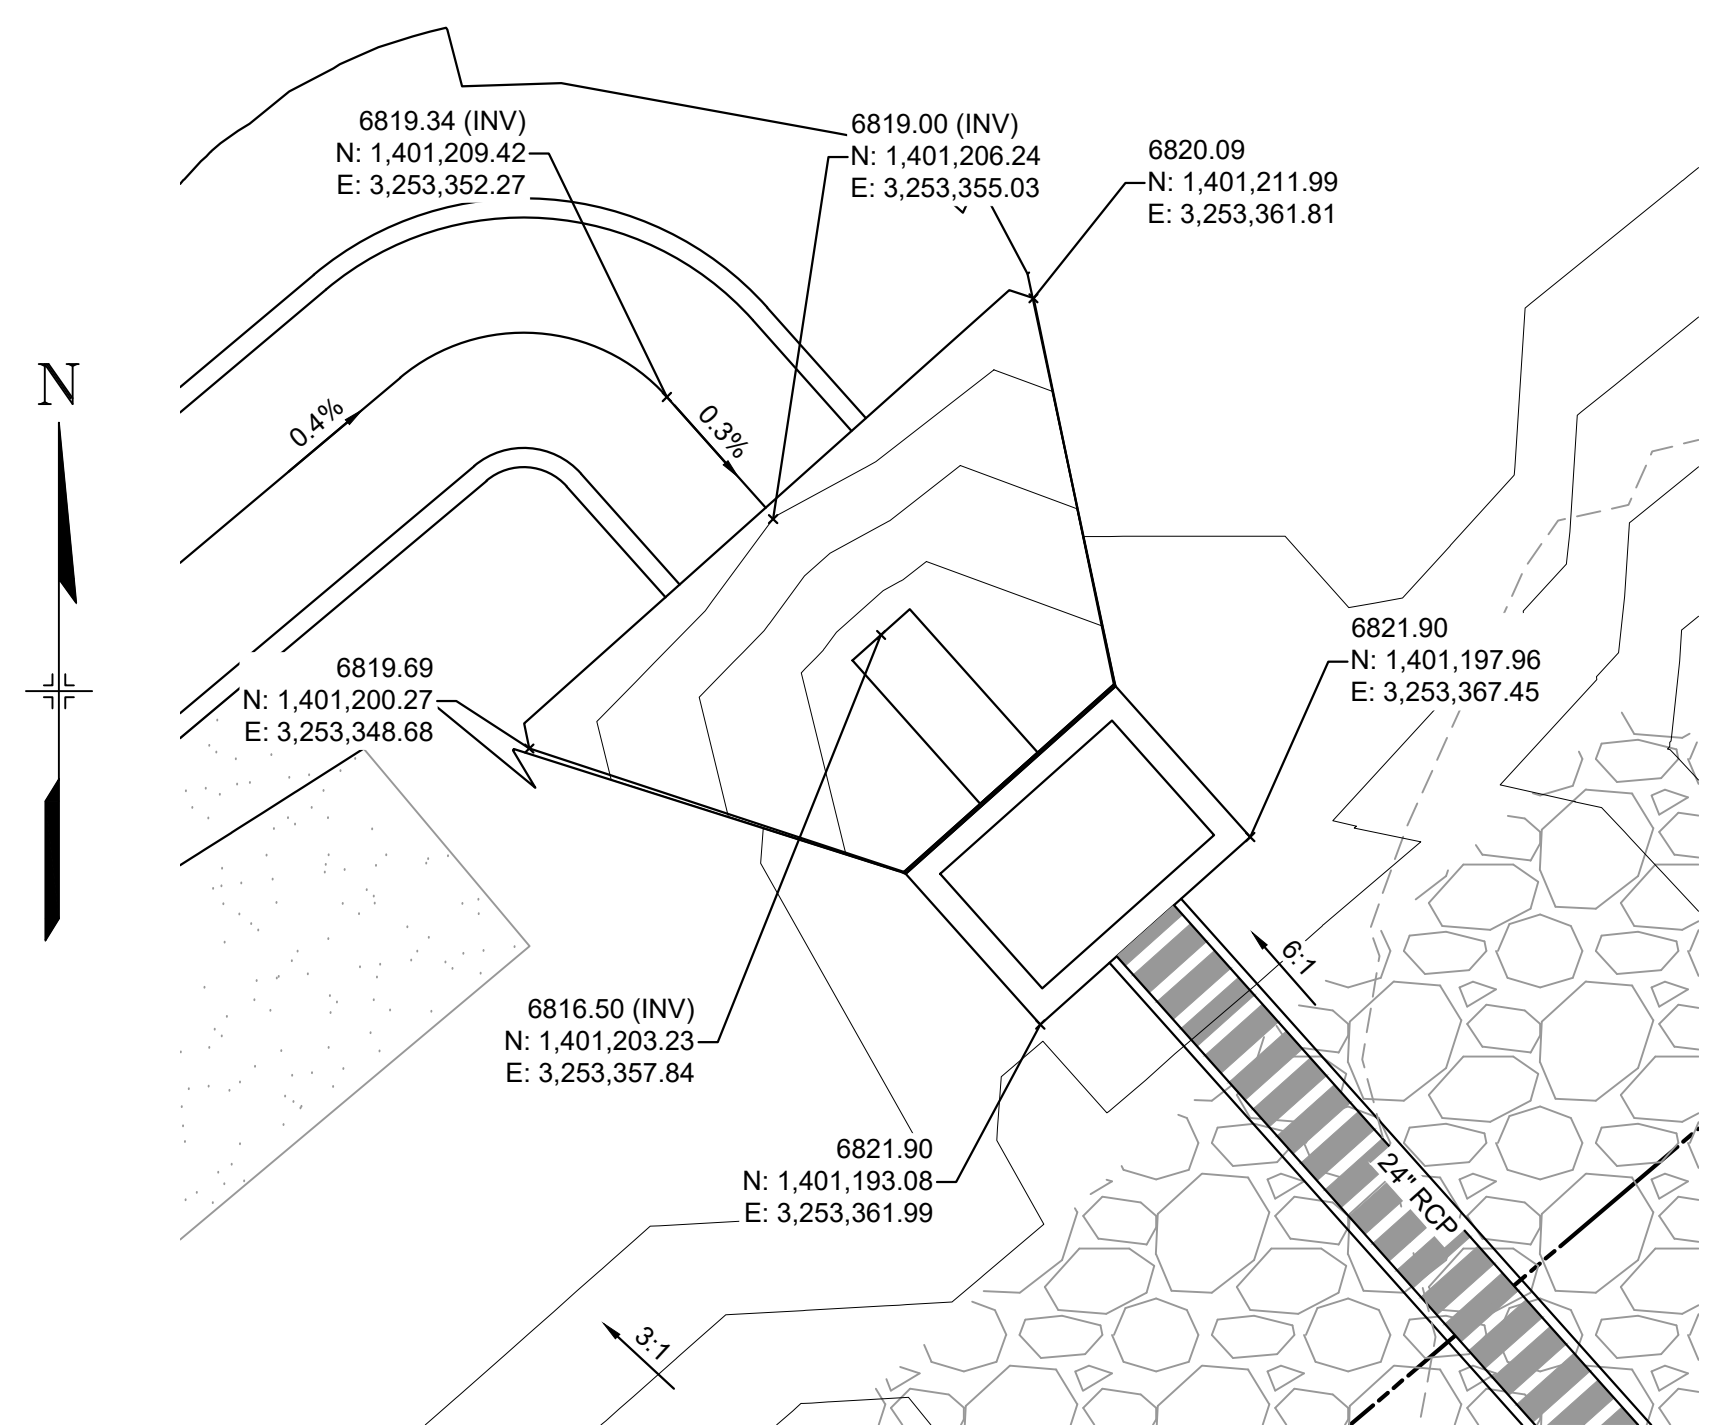 6819.34 (INV)
N: 1,401,209.42
E: 3,253,352.27
6819.00 (INV)
N: 1,401,206.24
E: 3,253,355.03
6820.09
N: 1,401,211.99
E: 3,253,361.81
N
0.4%
0.3%
6819.69
N: 1,401,200.27
E: 3,253,348.68
6821.90
N: 1,401,197.96
E: 3,253,367.45
6:1
6816.50 (INV)
N: 1,401,203.23
E: 3,253,357.84
6821.90
N: 1,401,193.08
E: 3,253,361.99
24" RCP
3:1